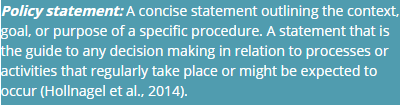 Policy statement: A concise statement outlining the context,
goal, or purpose of a specific procedure. A statement that is
the guide to any decision making in relation to processes or
activities that regularly take place or might be expected to
occur (Hollnagel et al., 2014).